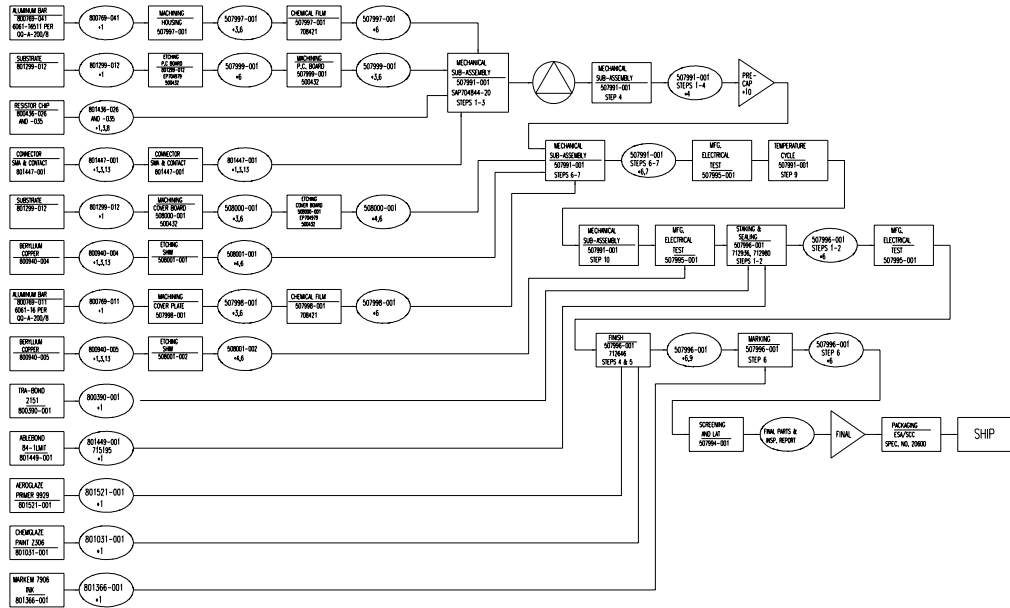 ALUMINUM BAR
800769-041
6061-16511 PER
QQ-A-200/8
800769-041
*1
MACHINING
HOUSING
507997-001
507997-001
*3,6
CHEMICAL FILM
507997-001
708421
507997-001
*6
SUBSTRATE
801299-012
801299-012
*1
ETCHING
P.C. BOARD
801299-012
EP704979
500432
507999-001
*6
MACHINING
P.C. BOARD
507999-001
500432
507999-001
*3,6
MECHANICAL
SUB-ASSEMBLY
507991-001
SAP704844-20
STEPS 1-3
MECHANICAL
SUB-ASSEMBLY
507991-001
STEP 4
507991-001
STEPS 1-4
*4
PRE-
CAP
*10
RESISTOR CHIP
800436-026
AND -035
801436-026
AND -035
*1,3,8
CONNECTOR
SMA & CONTACT
801447-001
801447-001
*1,3,13
CONNECTOR
SMA & CONTACT
801447-001
801447-001
*1,3,13
MECHANICAL
SUB-ASSEMBLY
507991-001
STEPS 6-7
507991-001
STEPS 6-7
*6,7
MFG.
ELECTRICAL
TEST
507995-001
TEMPERATURE
CYCLE
507991-001
STEP 9
SUBSTRATE
801299-012
801299-012
*1
MACHINING
COVER BOARD
508000-001
500432
508000-001
*3,6
ETCHING
COVER BOARD
508000-001
EP704979
500432
508000-001
*4,6
BERYLLIUM
COPPER
800940-004
800940-004
*1,3,13
ETCHING
SHIM
508001-001
508001-001
*4,6
MECHANICAL
SUB-ASSEMBLY
507991-001
STEP 10
MFG.
ELECTRICAL
TEST
507995-001
STAKING &
SEALING
507996-001
712936, 712980
STEPS 1-2
507996-001
STEPS 1-2
*6
MFG.
ELECTRICAL
TEST
507995-001
ALUMINUM BAR
800769-011
6061-16 PER
QQ-A-200/8
800769-011
*1
MACHINING
COVER PLATE
507998-001
507998-001
*3,6
CHEMICAL FILM
507998-001
708421
507998-001
*6
BERYLLIUM
COPPER
800940-005
800940-005
*1,3,13
ETCHING
SHIM
508001-002
508001-002
*4,6
FINISH
507996-001
712646
STEPS 4 & 5
507996-001
*6,9
MARKING
507996-001
STEP 6
507996-001
STEP 6
*6
TRA-BOND
2151
800390-001
800390-001
*1
ABLEBOND
84-1LMIT
801449-001
801449-001
715195
*1
SCREENING
AND LAT
507994-001
FINAL PARTS &
INSP. REPORT
FINAL
PACKAGING
ESA/SCC
SPEC. NO. 20600
SHIP
AEROGLAZE
PRIMER 9929
801521-001
801521-001
*1
CHEMGLAZE
PAINT Z306
801031-001
801031-001
*1
MARKEM 7906
INK
801366-001
801366-001
*1